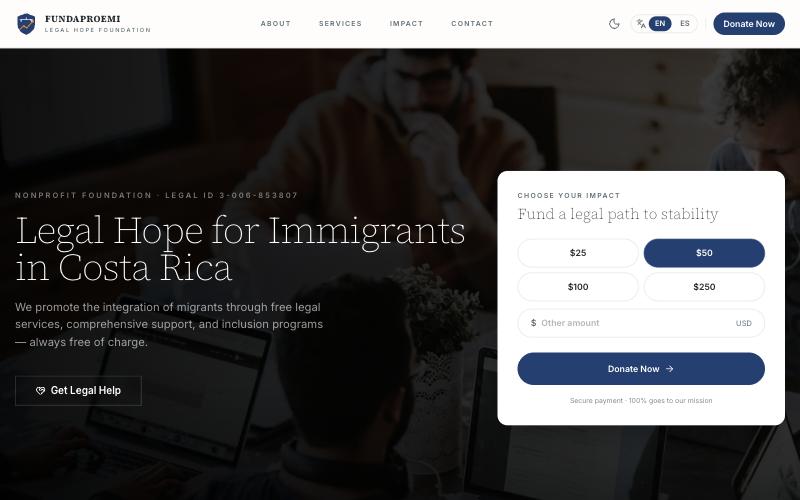 FUNDAPROEMI
LEGAL HOPE FOUNDATION
ABOUT
SERVICES
IMPACT
CONTACT
EN
ES
Donate Now
NONPROFIT FOUNDATION · LEGAL ID 3-006-853807
Legal Hope for Immigrants
in Costa Rica
We promote the integration of migrants through free legal
services, comprehensive support, and inclusion programs
— always free of charge.
Get Legal Help
CHOOSE YOUR IMPACT
Fund a legal path to stability
$25
$50
$100
$250
$ Other amount USD
Donate Now →
Secure payment · 100% goes to our mission